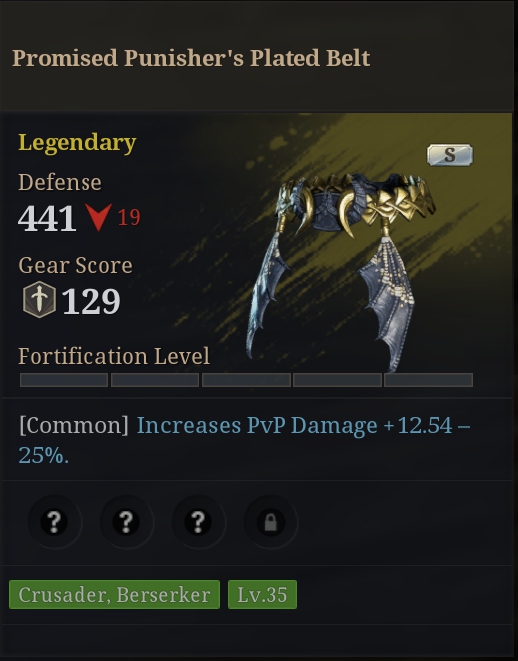 Promised Punisher's Plated Belt
Legendary
S
Defense
441 19
Gear Score
129
Fortification Level
[Common] Increases PvP Damage +12.54 –
25%.
? ? ?
Crusader, Berserker Lv.35